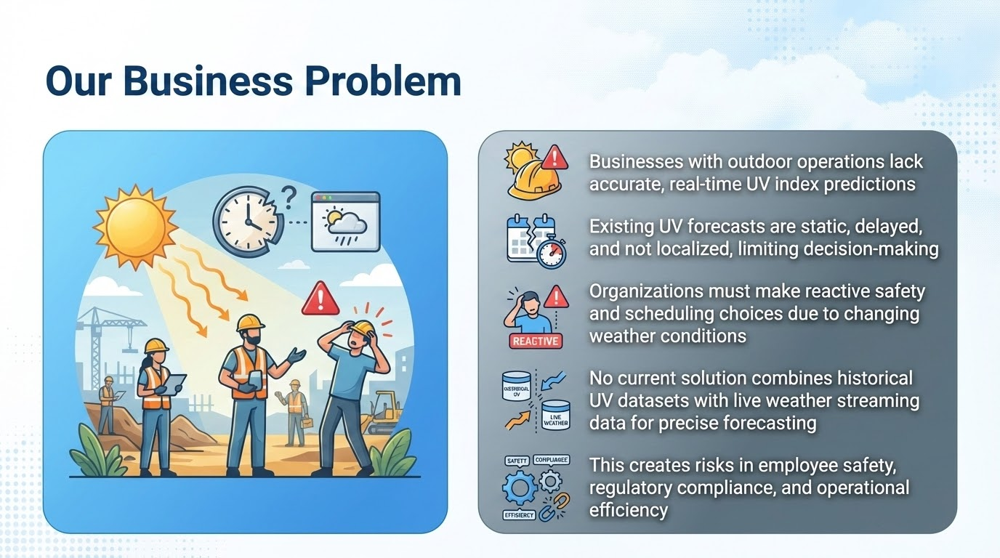 Our Business Problem
?
Businesses with outdoor operations lack
accurate, real-time UV index predictions
Existing UV forecasts are static, delayed,
and not localized, limiting decision-making
REACTIVE
Organizations must make reactive safety
and scheduling choices due to changing
weather conditions
UV
LIVE
WEATHER
No current solution combines historical
UV datasets with live weather streaming
data for precise forecasting
SAFETY
EFFISIERCY
This creates risks in employee safety,
regulatory compliance, and operational
efficiency